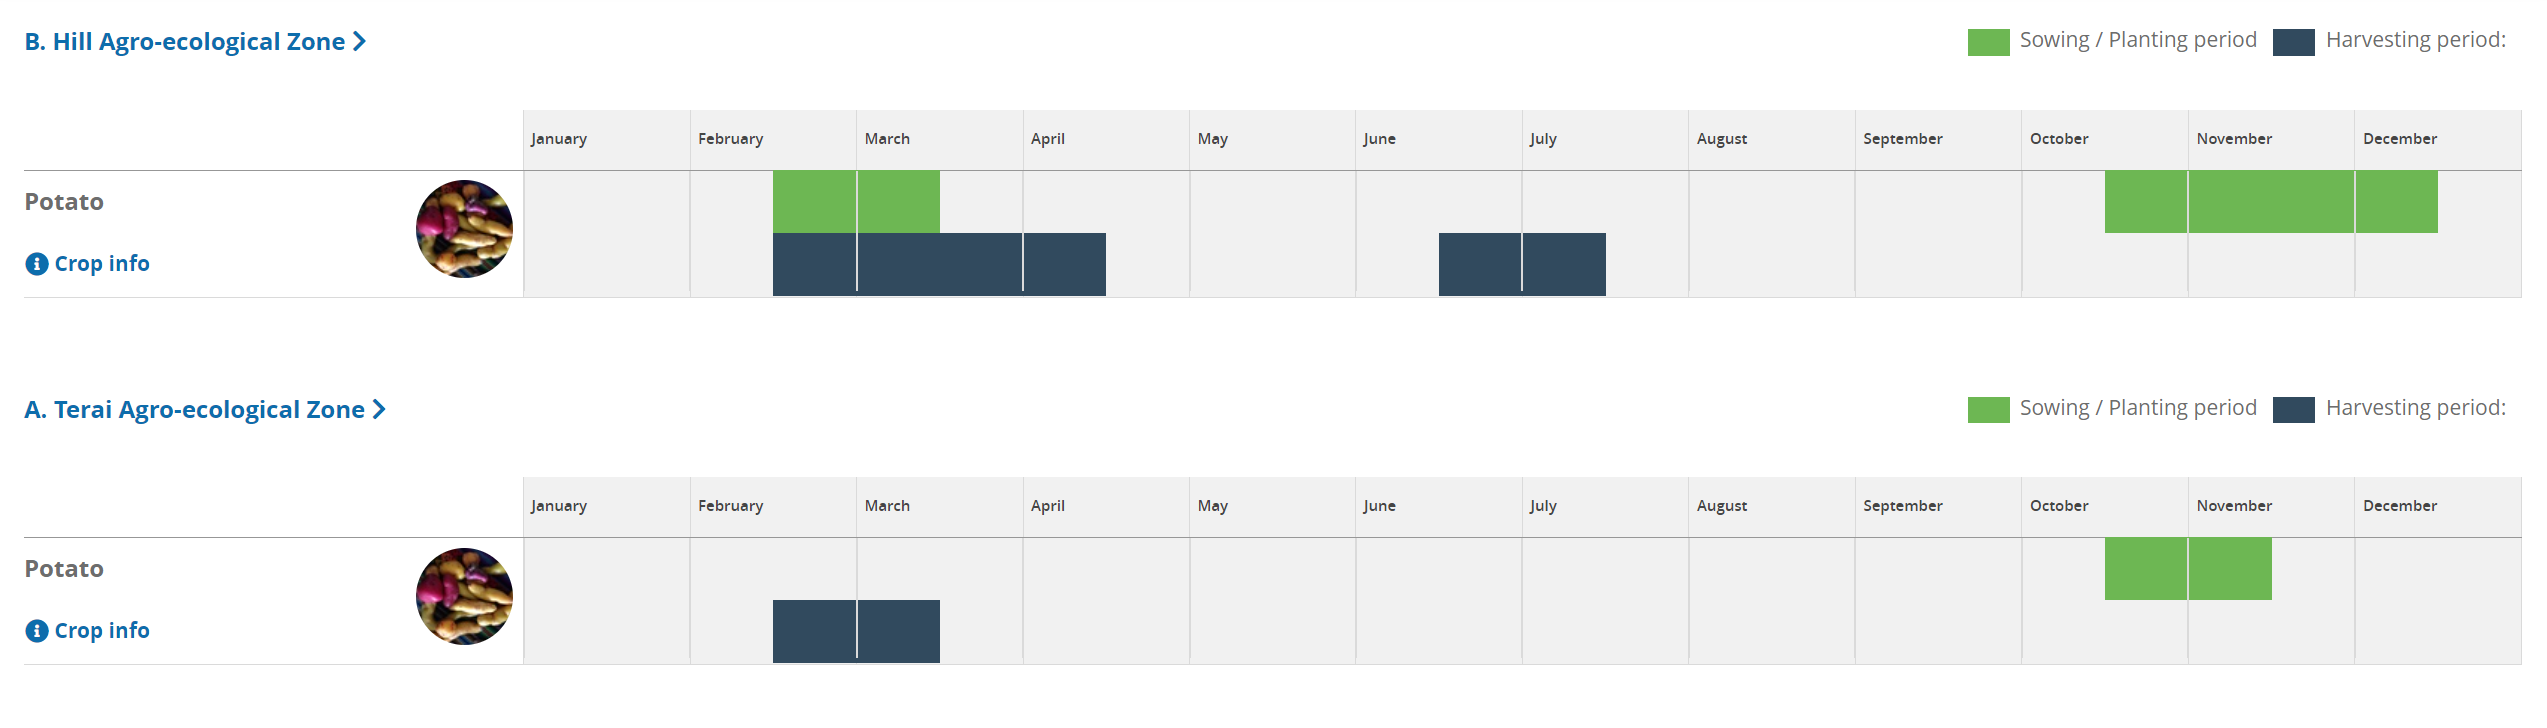 B. Hill Agro-ecological Zone
Sowing / Planting period Harvesting period:
January February March April May June July August September October November December
Potato
Crop info
A. Terai Agro-ecological Zone
Sowing / Planting period Harvesting period:
January February March April May June July August September October November December
Potato
Crop info